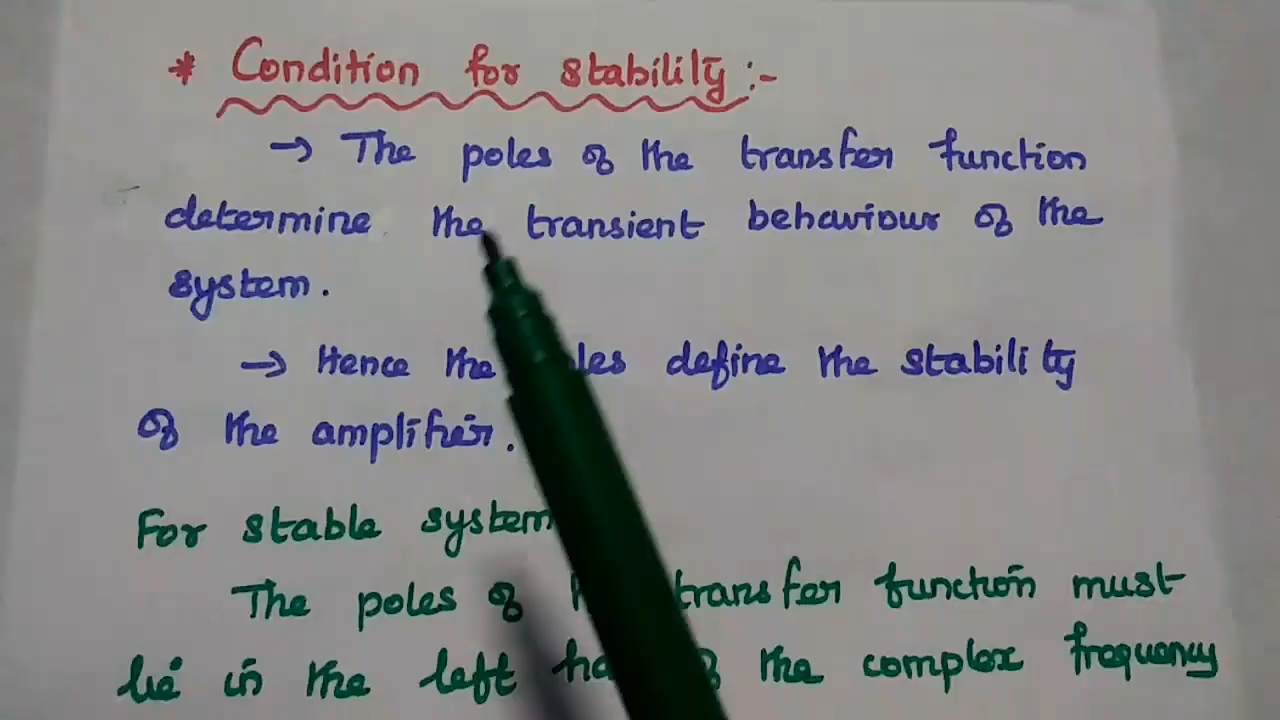 * Condition for stability :-
→ The poles of the transfer function
determine the transient behaviour of the
system.
→ Hence the poles define the stability
of the amplifier.
For stable system
The poles of transfer function must
lie in the left of the complex frequency